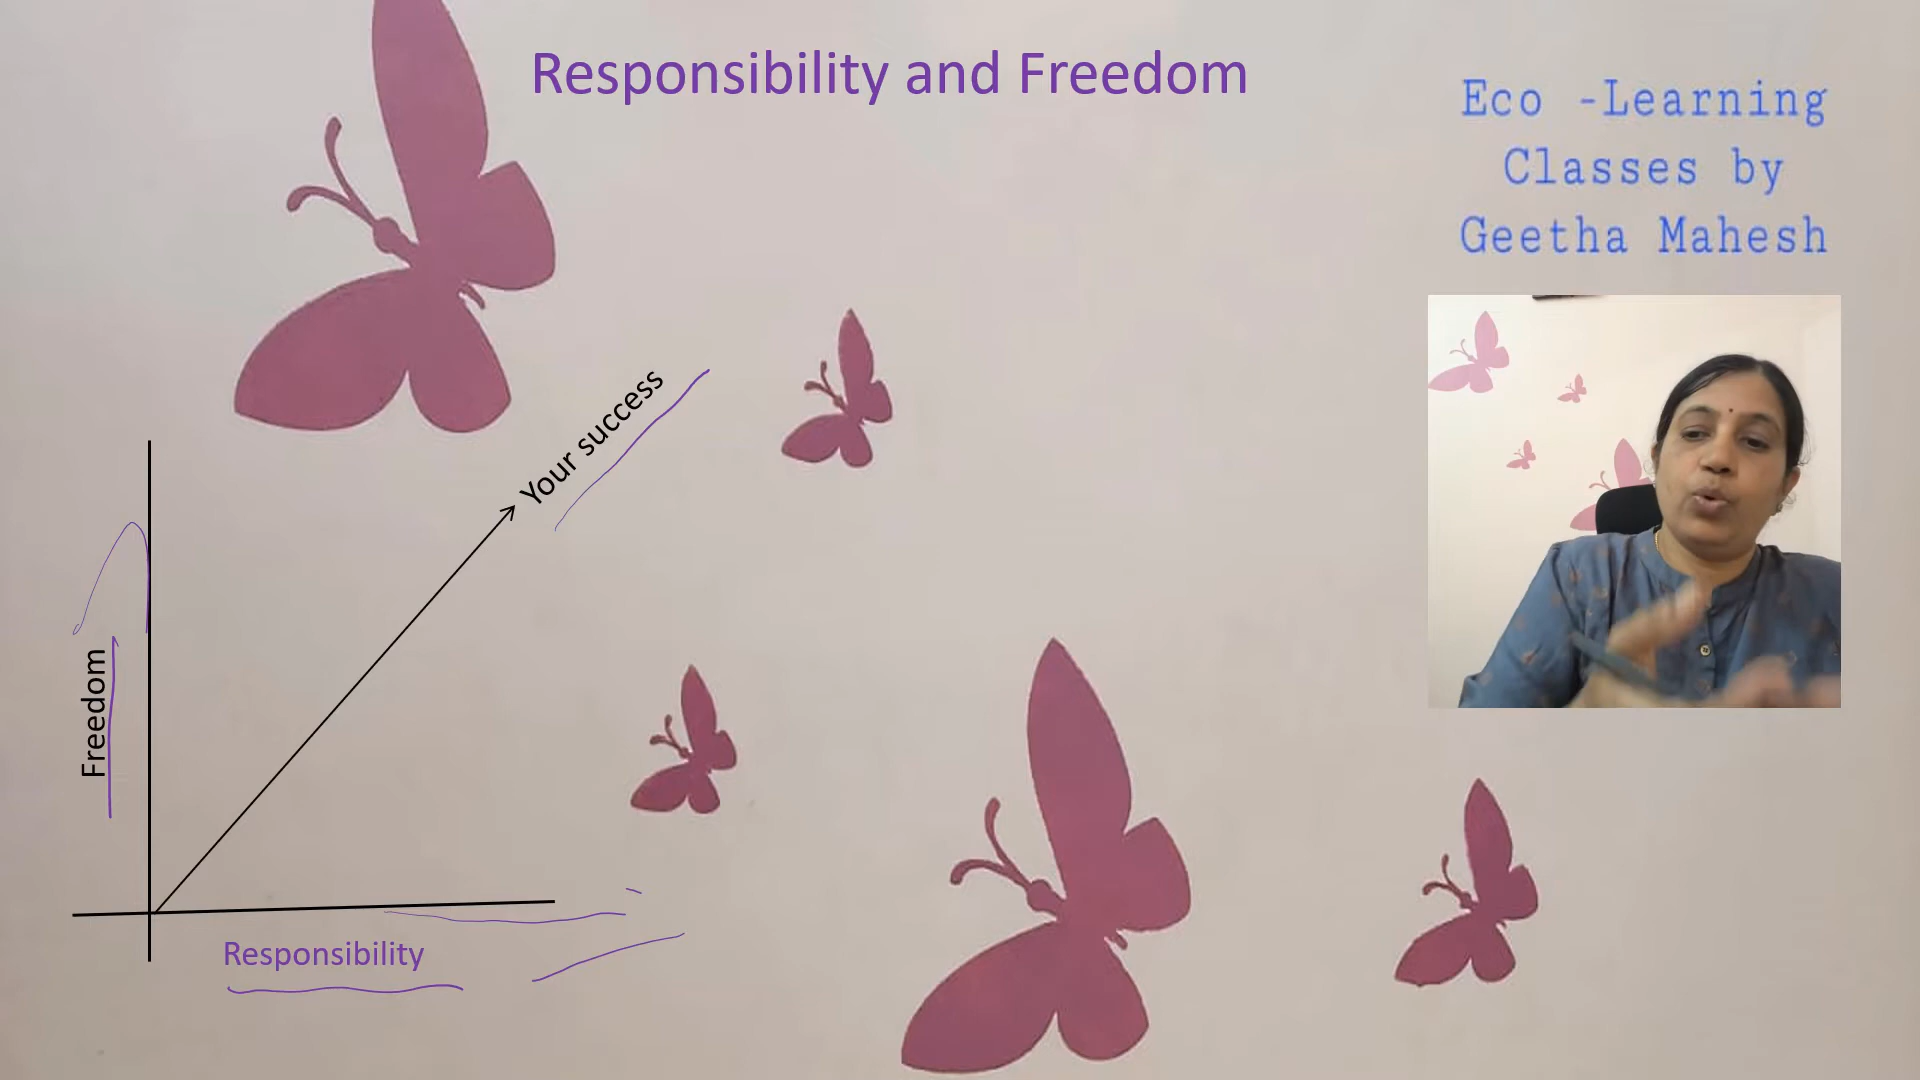 Responsibility and Freedom
Eco -Learning
Classes by
Geetha Mahesh
Your success
Freedom
Responsibility